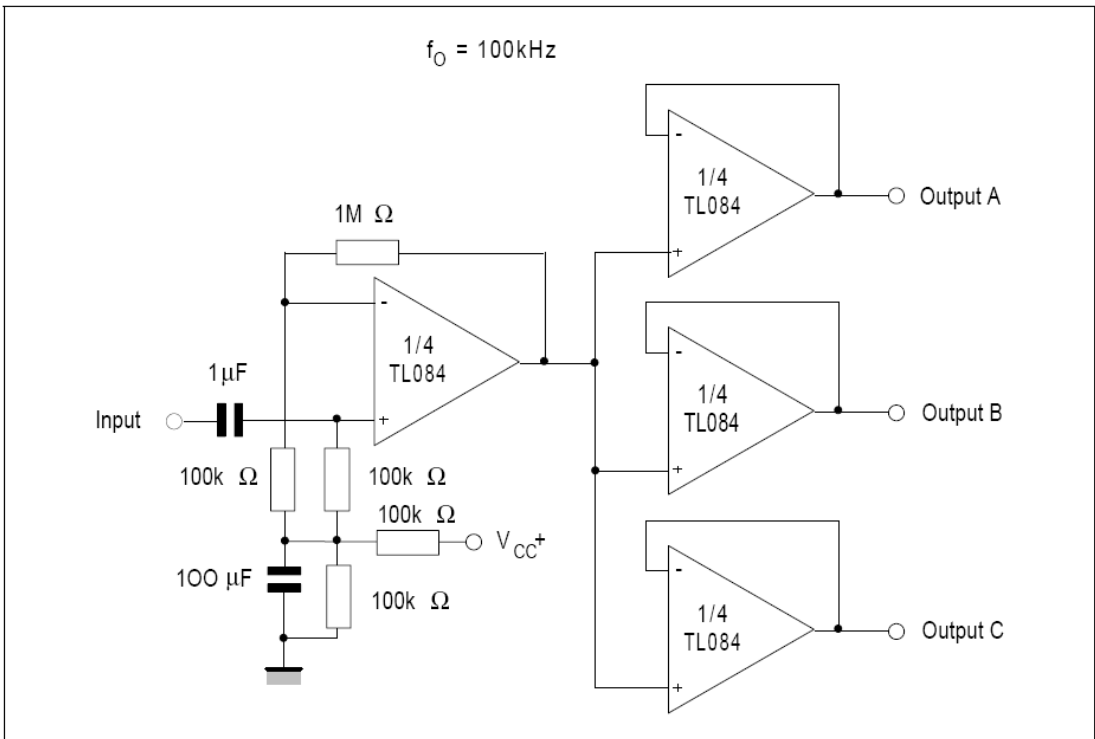 f_O = 100kHz
1M Ω
-
1/4
TL084
+
1μF
Input
100k Ω
100k Ω
100k Ω
V_CC+
100 μF
100k Ω
-
1/4
TL084
+
Output A
-
1/4
TL084
+
Output B
-
1/4
TL084
+
Output C